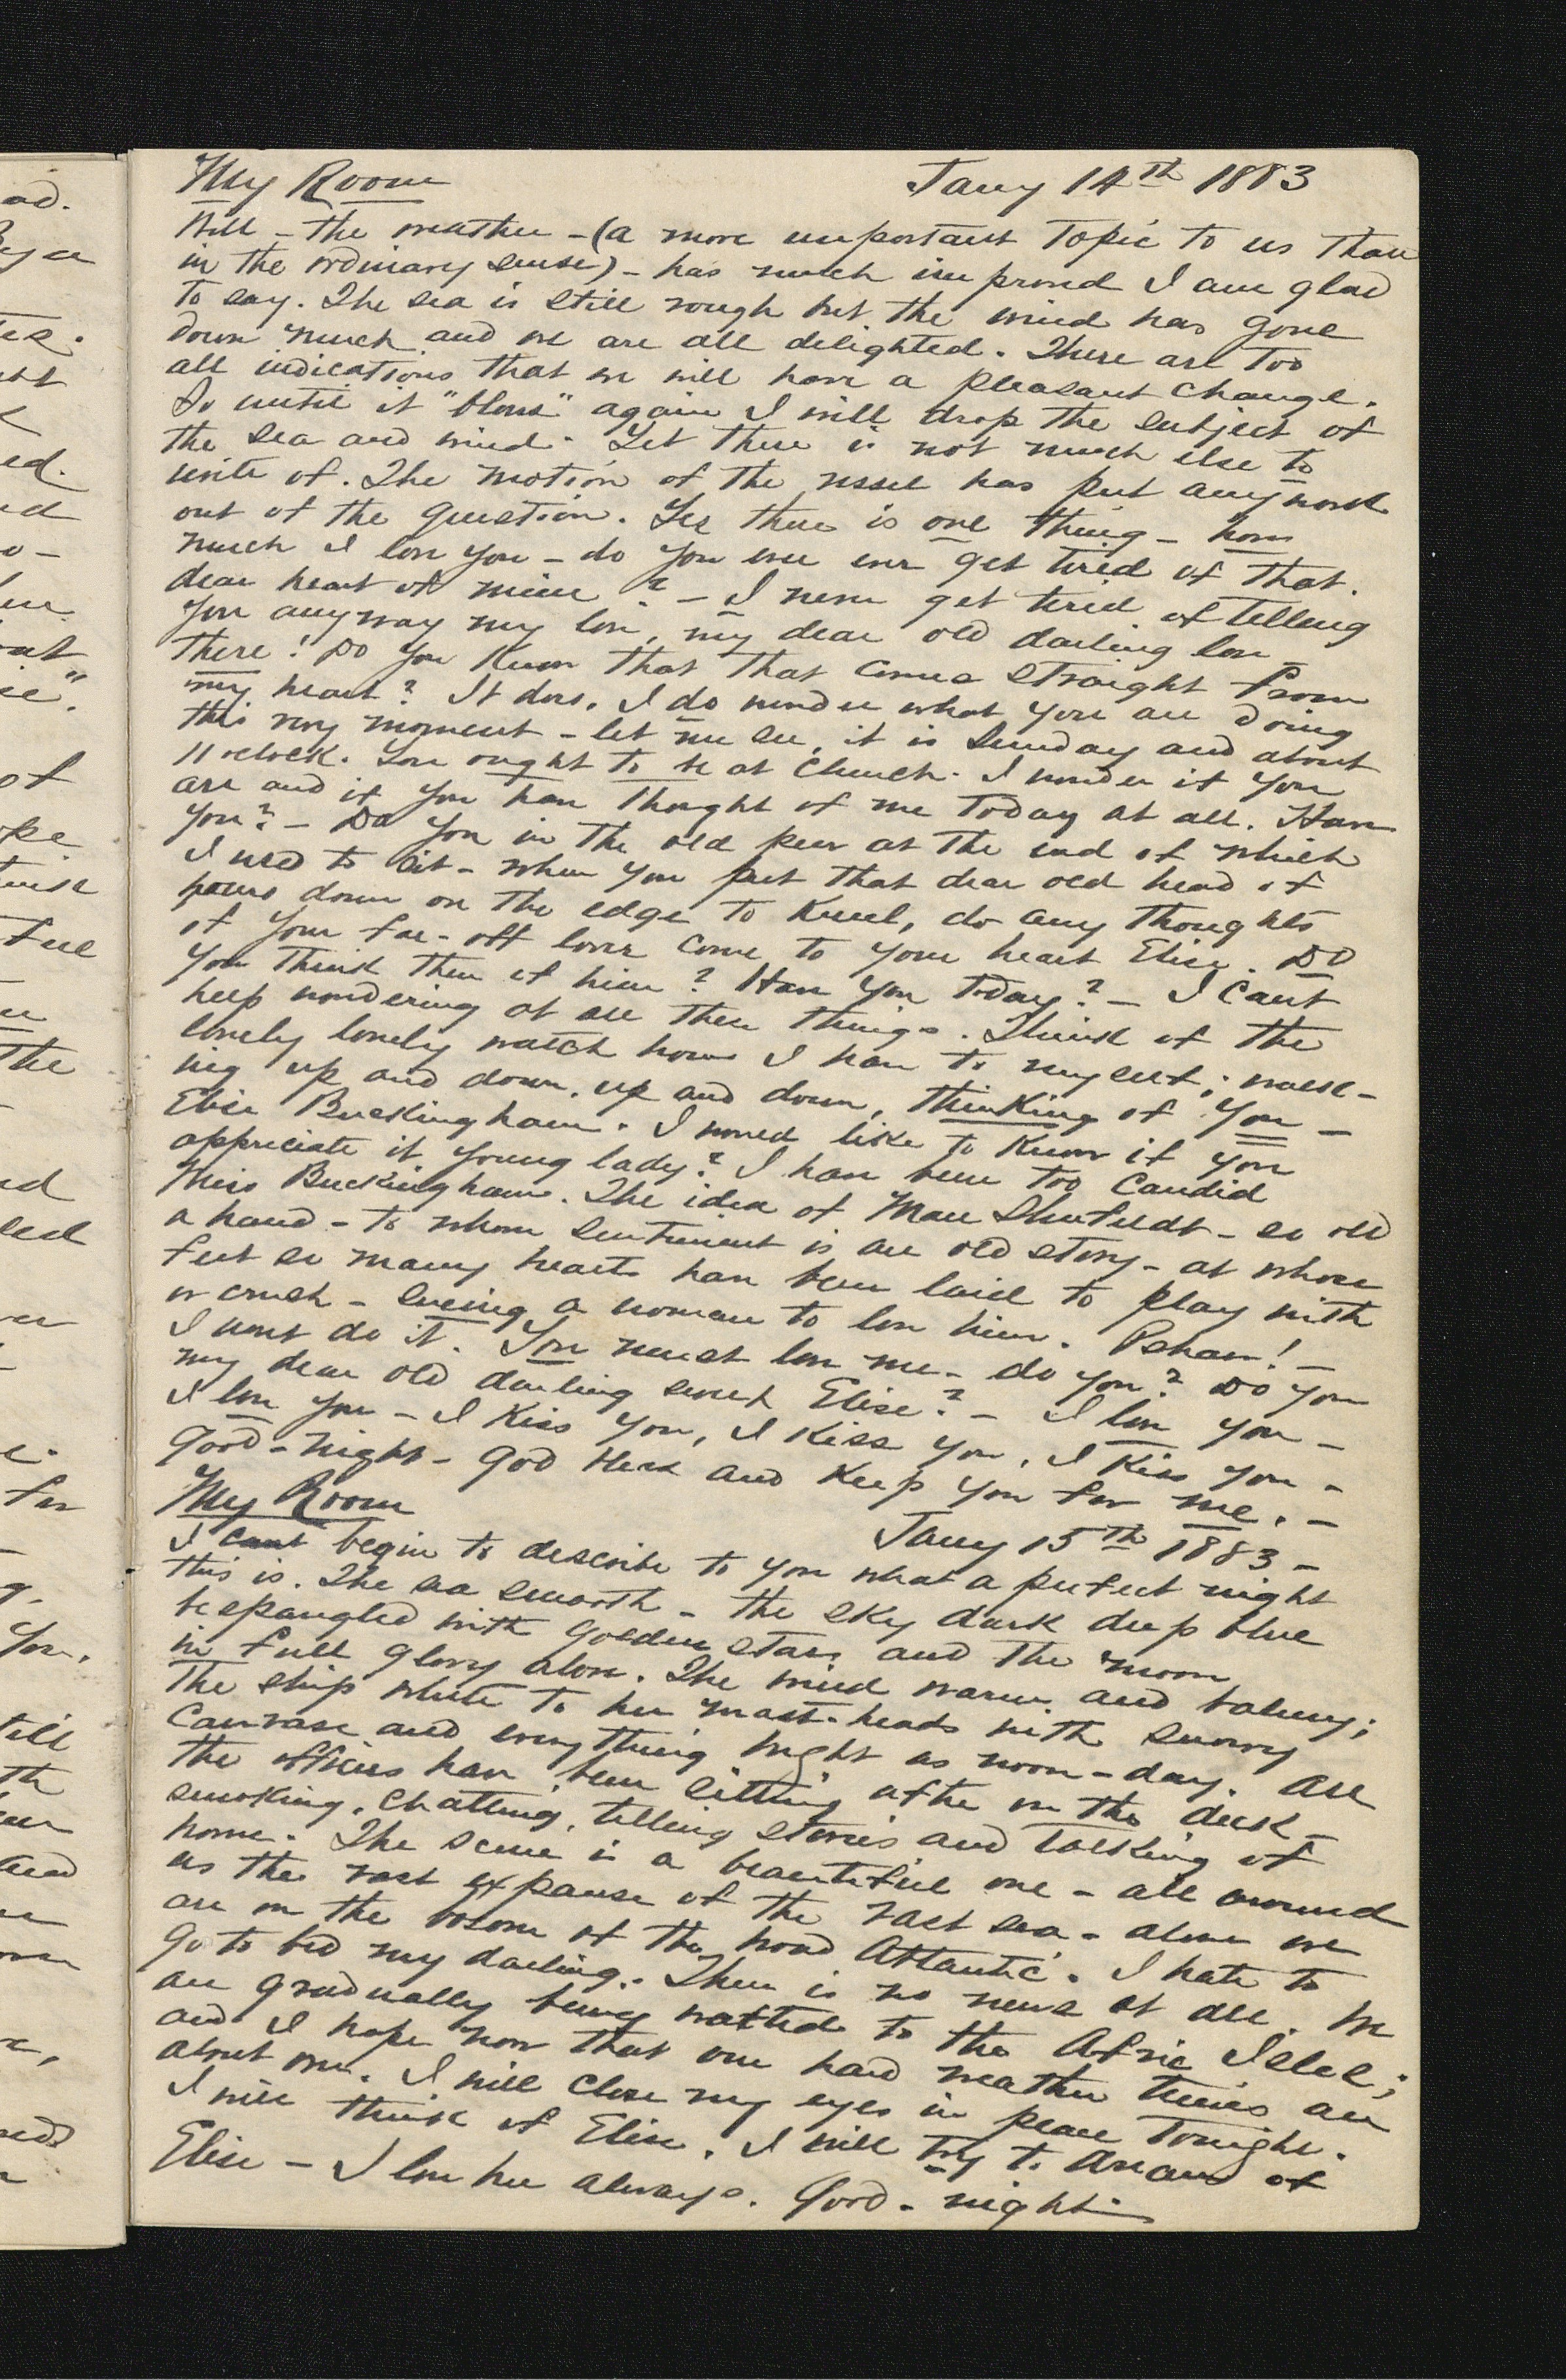 My Room Jany 14th 1883
Well - the weather - (a more important topic to us than
in the ordinary sense) - has much improved I am glad
to say. The sea is still rough but the wind has gone
down much and we are all delighted. There are too
all indications that we will have a pleasant change.
So until it "blows" again I will drop the subject of
the sea and wind. Yet there is not much else to
write of. The motion of the vessel has put any work
out of the question. Yes there is one thing - how
much I love you - do you ever ever get tired of that.
dear heart of mine? - I never get tired of telling
you anyway my love, my dear old darling love
There! Do you know that that comes straight from
my heart? It does. I do wonder what you are doing
this very moment - let me see, it is Sunday and about
11 oclock. You ought to be at Church. I wonder if you
are and if you have thought of me today at all. Have
you? - Do you in the old pew at the end of which
I used to sit - when you put that dear old head of
yours down on the edge to kneel, do any thoughts
of your far-off lover come to your heart Elise. Do
you think then of him? Have you today? - I cant
help wondering at all these things. Think of the
lonely lonely watch hours I have to myself; walk-
ing up and down, up and down, thinking of you -
Elise Buckingham. I would like to know if you
appreciate it young lady? I have been too candid
Miss Buckingham. The idea of Mase Shufeldt - so old
a hand - to whom sentiment is an old story - at whose
feet so many hearts have been laid to play with
or crush - sueing a woman to love him. Pshaw! -
I wont do it. You must love me - do you? Do you
my dear old darling sweet Elise? - I love you -
I love you - I kiss you, I kiss you, I kiss you -
Good-night - God bless and keep you for me. -
My Room Jany 15th 1883 -
I cant begin to describe to you what a perfect night
this is. The sea smooth - the sky dark deep blue
bespangled with golden stars and the moon
in full glory alone. The wind warm and balmy;
the ship white to her mast-heads with snowy
canvass and everything bright as noon-day. All
the officers have been sitting aft on the deck -
smoking, chatting, telling stories and talking of
home. The scene is a beautiful one - all around
us the vast expanse of the vast sea - alone we
are on the bosom of the broad Atlantic. I hate to
go to bed my darling. There is no news at all. We
are gradually being wafted to the Afric Isles;
and I hope now that our hard weather times are
about over. I will close my eyes in peace tonight.
I will think of Elise. I will try to dream of
Elise - I love her always. Good-night -